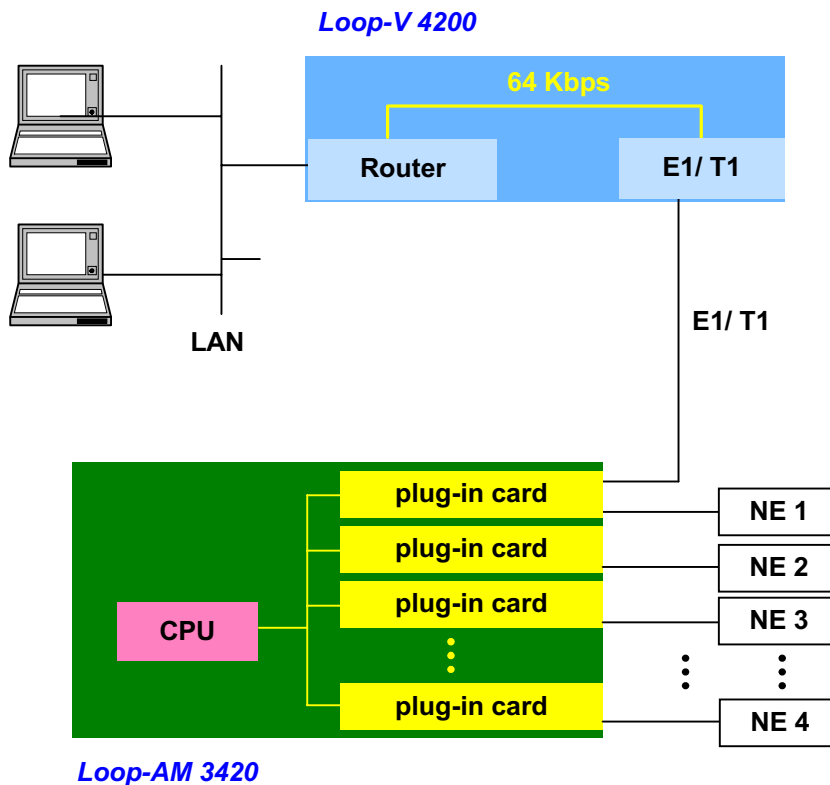 Loop-V 4200
64 Kbps
Router
E1/ T1
LAN
E1/ T1
plug-in card
NE 1
plug-in card
NE 2
plug-in card
NE 3
CPU
plug-in card
NE 4
Loop-AM 3420